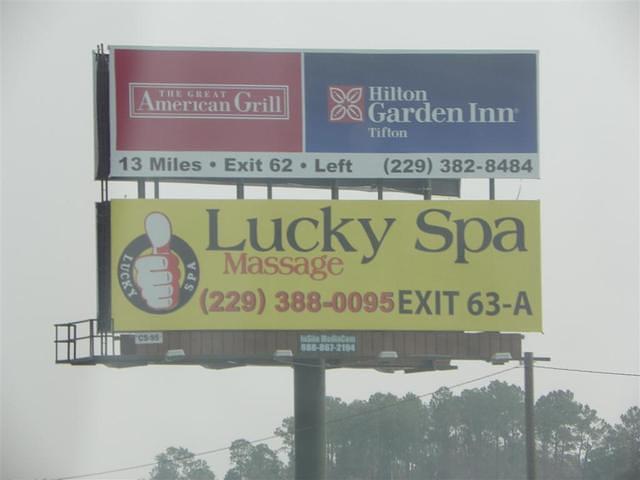 THE GREAT
American Grill
Hilton
Garden Inn®
Tifton
13 Miles • Exit 62 • Left (229) 382-8484
LUCKY SPA
Lucky Spa
Massage
(229) 388-0095 EXIT 63-A
CS-95
InSite MediaCom
888-867-2194